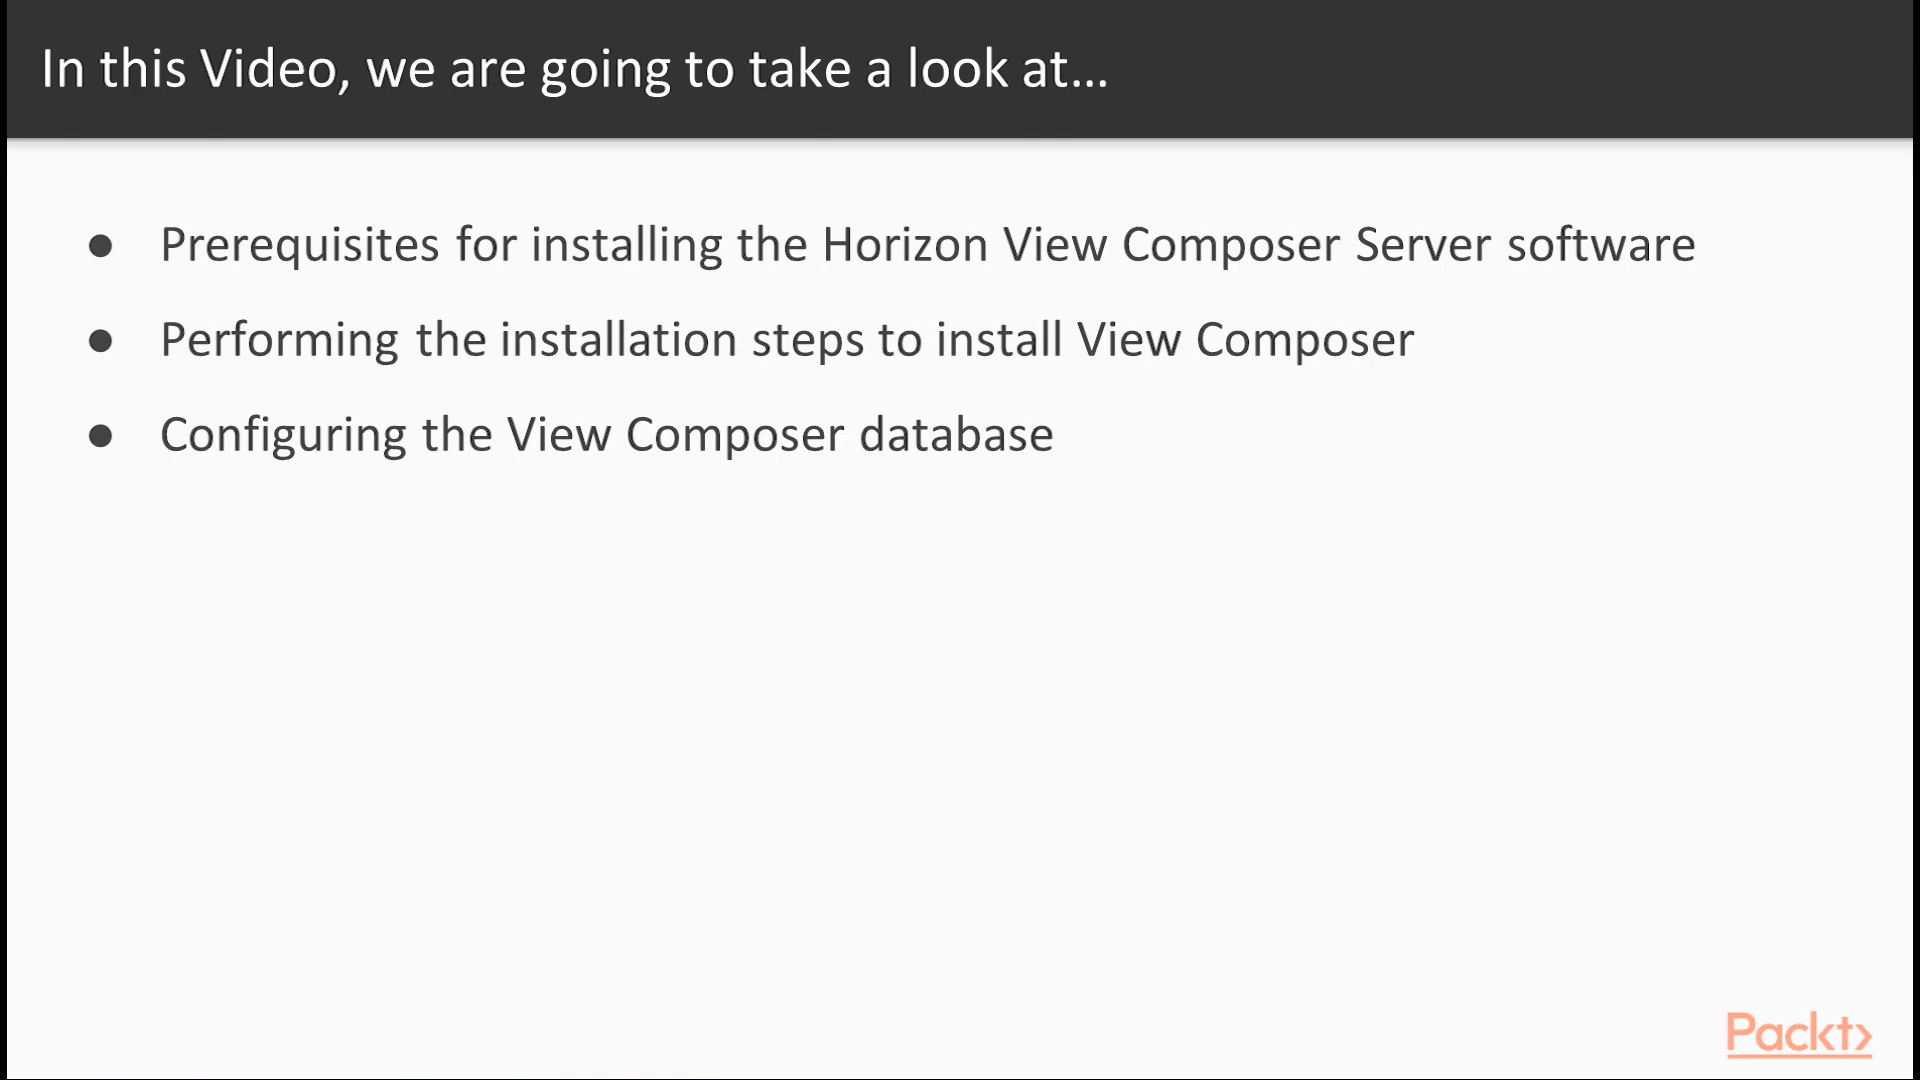 In this Video, we are going to take a look at...
● Prerequisites for installing the Horizon View Composer Server software
● Performing the installation steps to install View Composer
● Configuring the View Composer database
Packt>